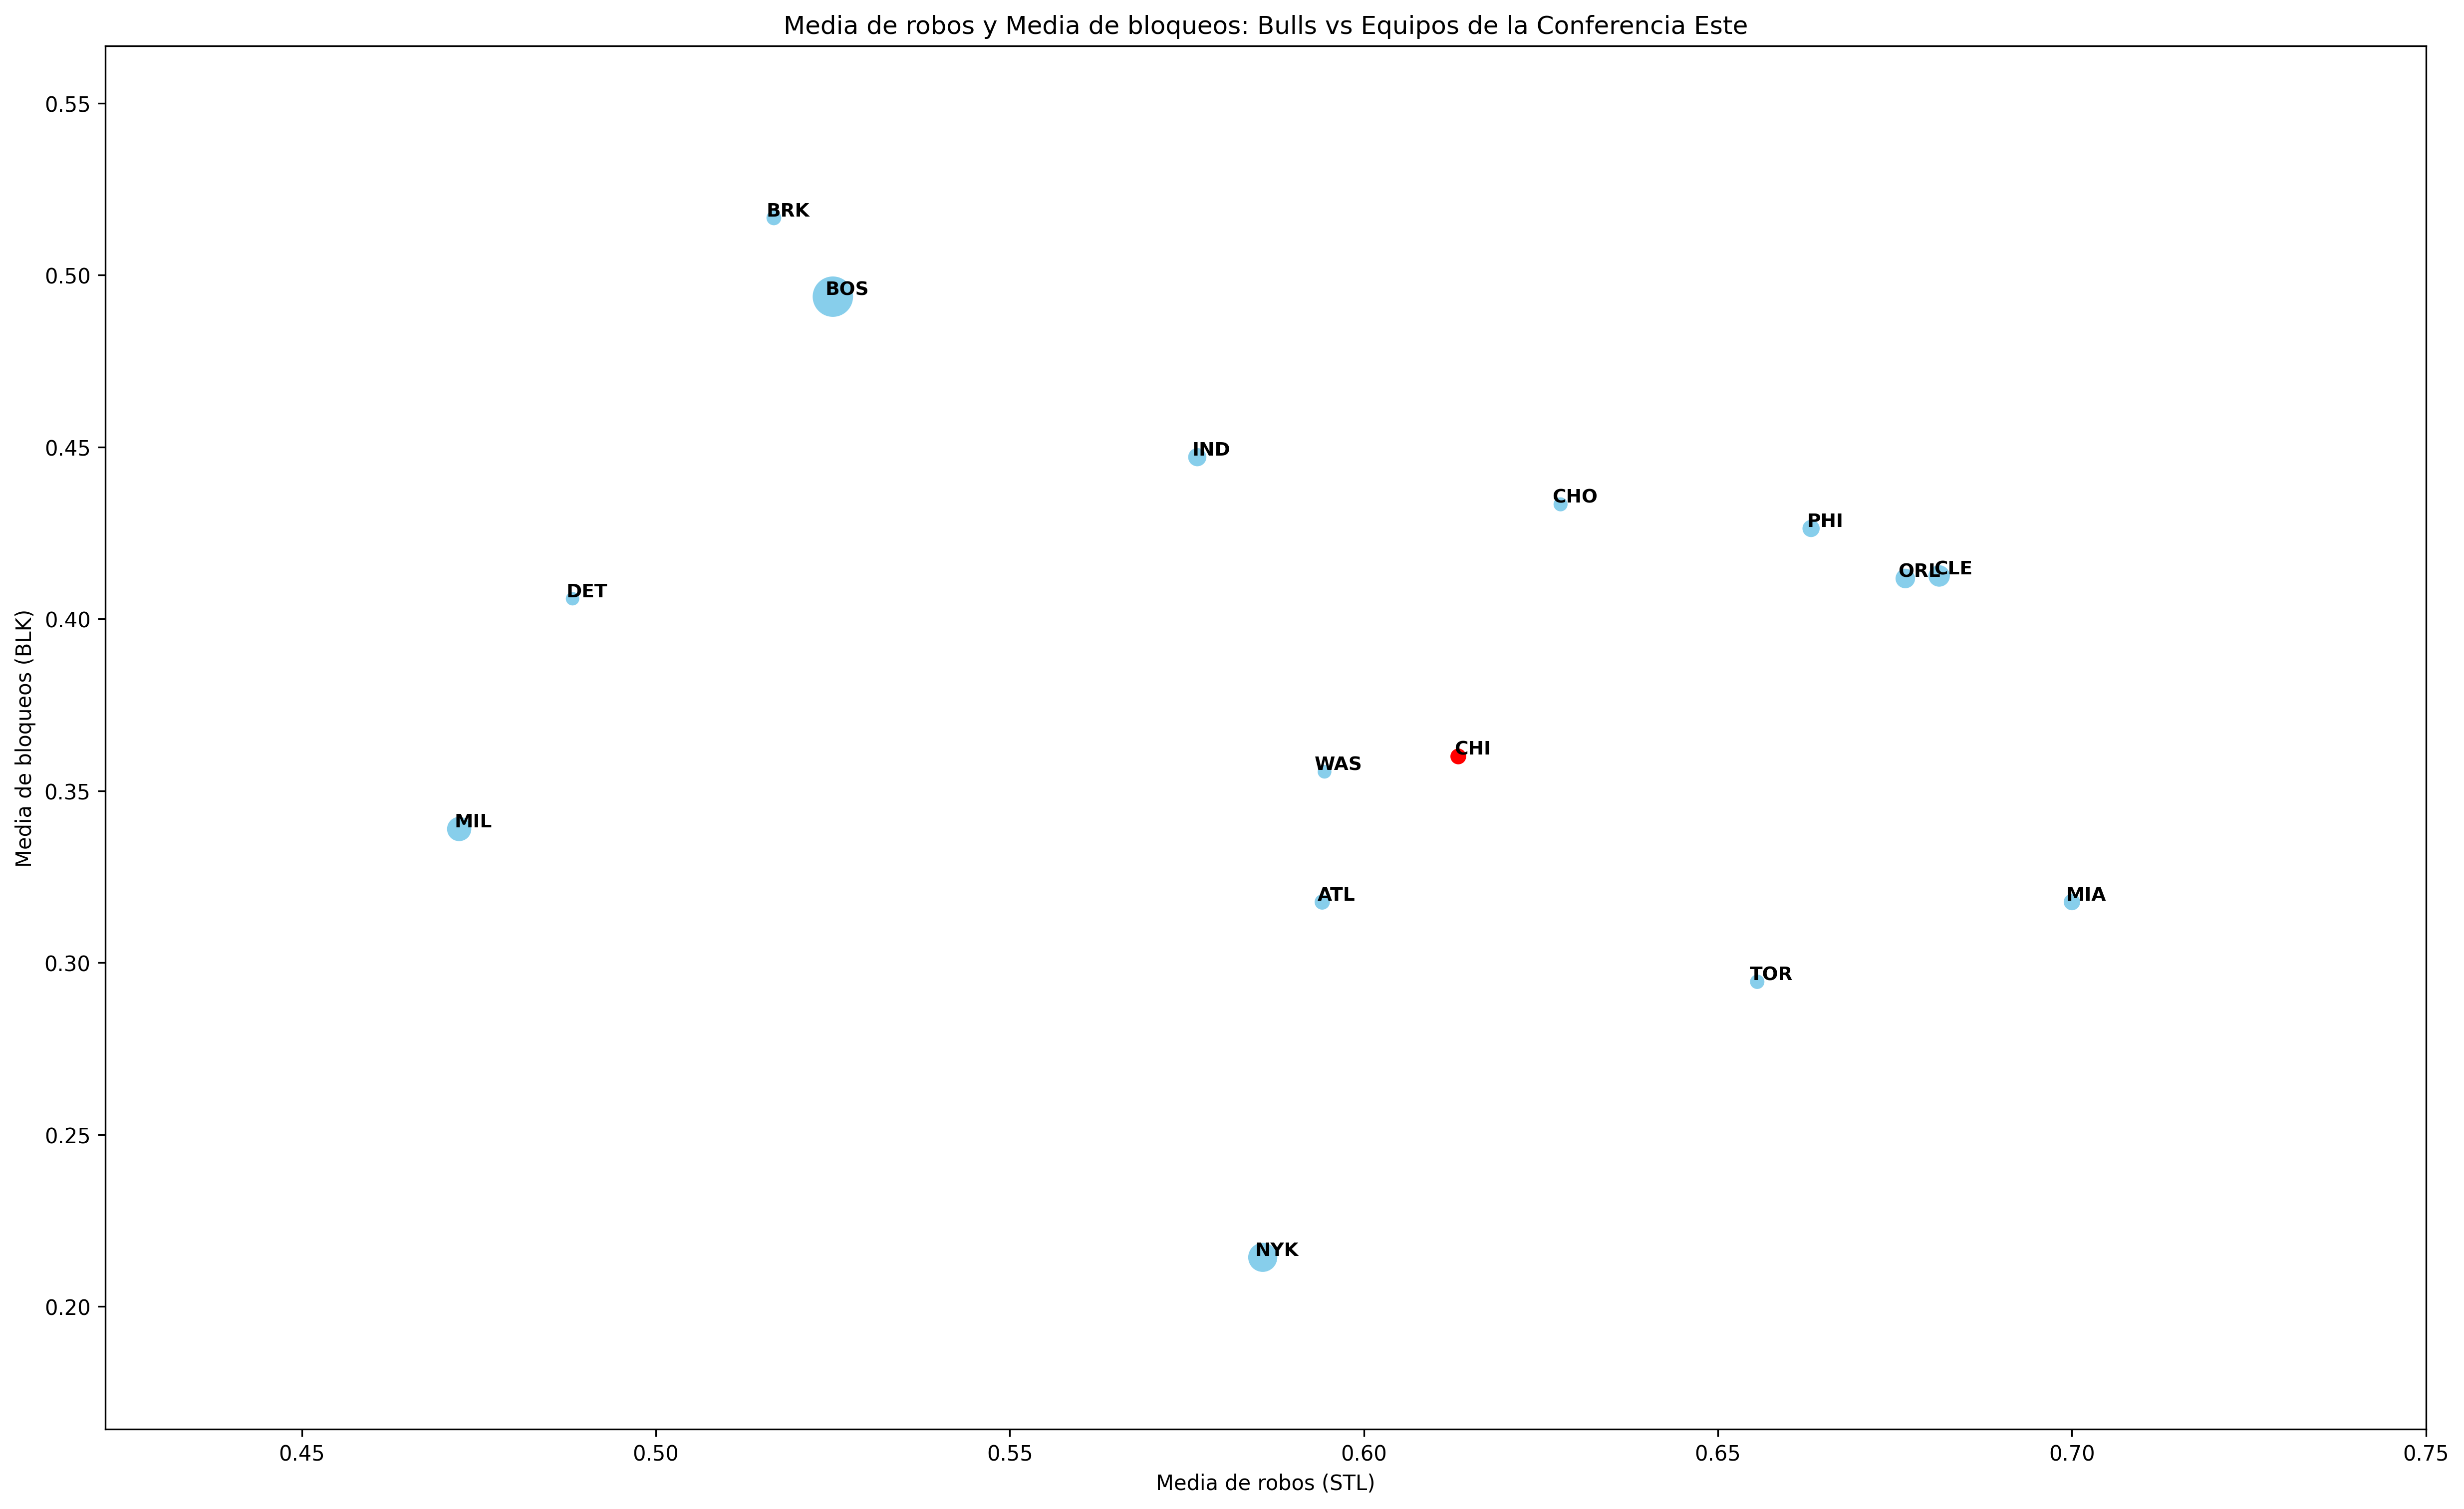 Media de robos y Media de bloqueos: Bulls vs Equipos de la Conferencia Este
0.55
0.50
0.45
0.40
0.35
0.30
0.25
0.20
Media de bloqueos (BLK)
BRK
BOS
IND
CHO
PHI
ORL
CLE
DET
CHI
WAS
MIL
ATL
MIA
TOR
NYK
0.45
0.50
0.55
0.60
0.65
0.70
0.75
Media de robos (STL)